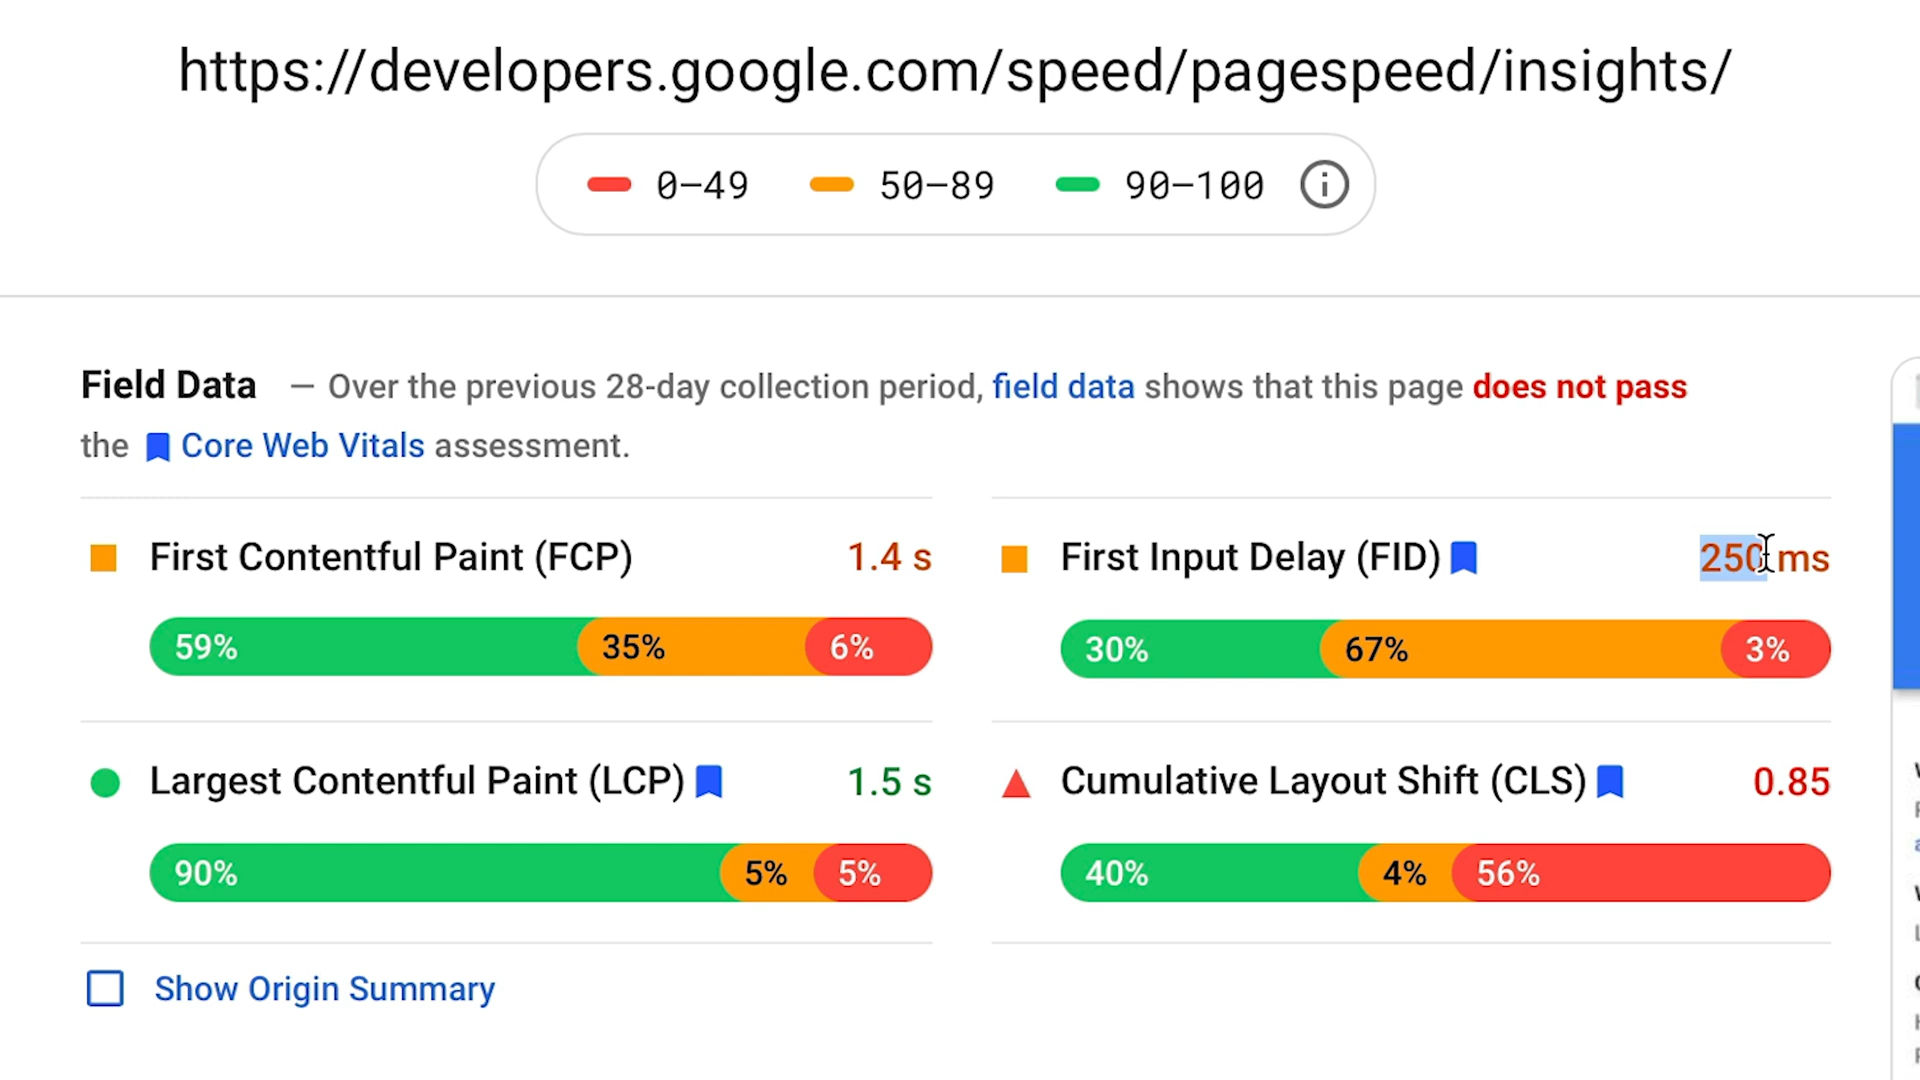 https://developers.google.com/speed/pagespeed/insights/
0–49 50–89 90–100
Field Data — Over the previous 28-day collection period, field data shows that this page does not pass
the Core Web Vitals assessment.
First Contentful Paint (FCP) 1.4 s
59% 35% 6%
First Input Delay (FID) 250 ms
30% 67% 3%
Largest Contentful Paint (LCP) 1.5 s
90% 5% 5%
Cumulative Layout Shift (CLS) 0.85
40% 4% 56%
Show Origin Summary